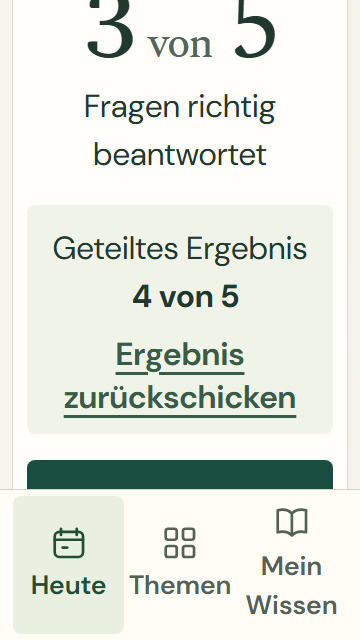 3 von 5
Fragen richtig
beantwortet
Geteiltes Ergebnis
4 von 5
Ergebnis
zurückschicken
Heute
Themen
Mein
Wissen